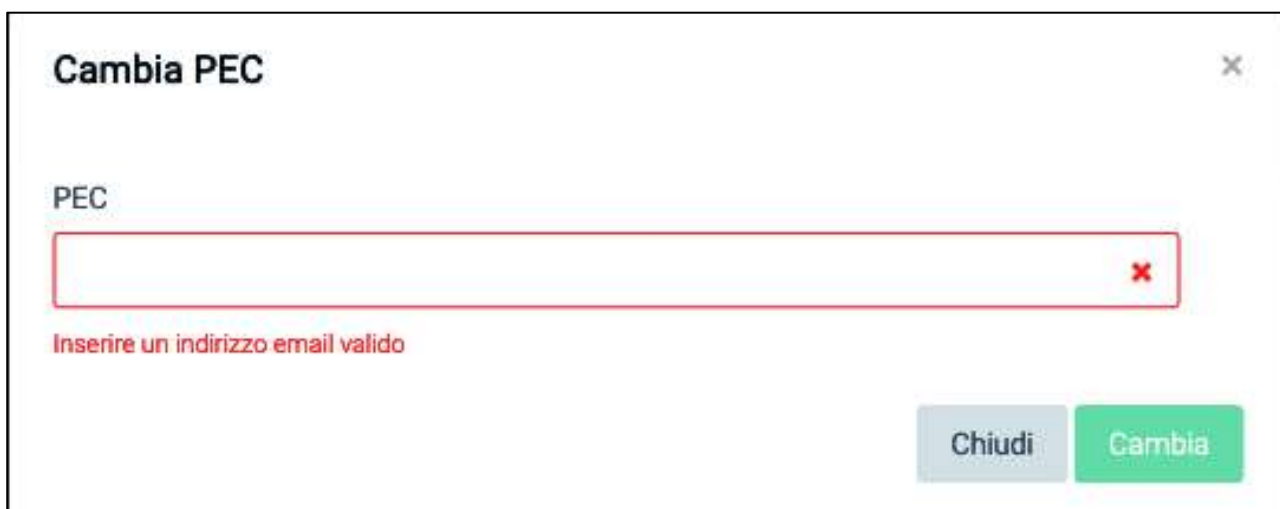 Cambia PEC
PEC
Inserire un indirizzo email valido
Chiudi
Cambia